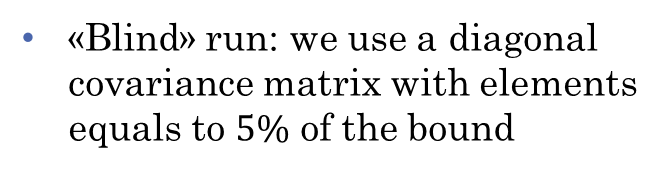 • «Blind» run: we use a diagonal
covariance matrix with elements
equals to 5% of the bound